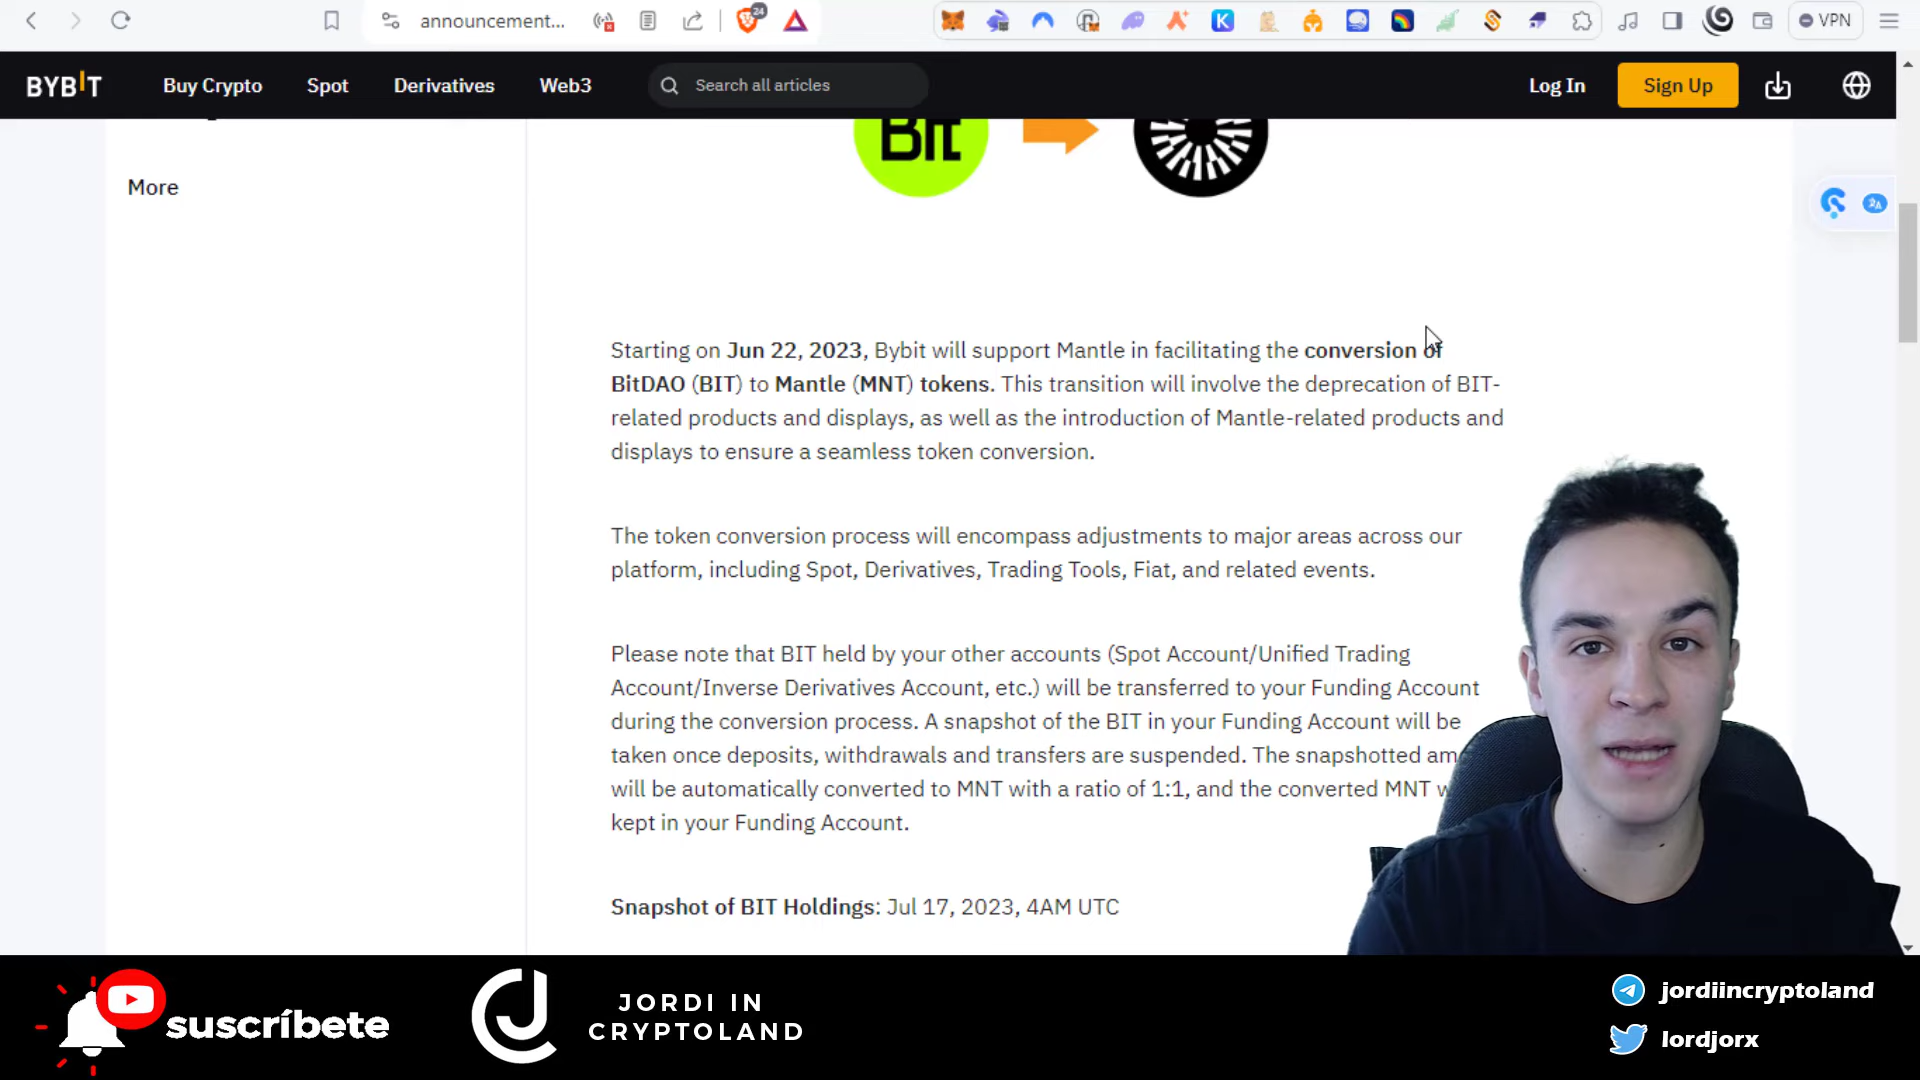 announcement...
24
VPN
BYBIT
Buy Crypto
Spot
Derivatives
Web3
Search all articles
Log In
Sign Up
More
Bit
Starting on Jun 22, 2023, Bybit will support Mantle in facilitating the conversion of
BitDAO (BIT) to Mantle (MNT) tokens. This transition will involve the deprecation of BIT-
related products and displays, as well as the introduction of Mantle-related products and
displays to ensure a seamless token conversion.
The token conversion process will encompass adjustments to major areas across our
platform, including Spot, Derivatives, Trading Tools, Fiat, and related events.
Please note that BIT held by your other accounts (Spot Account/Unified Trading
Account/Inverse Derivatives Account, etc.) will be transferred to your Funding Account
during the conversion process. A snapshot of the BIT in your Funding Account will be
taken once deposits, withdrawals and transfers are suspended. The snapshotted am
will be automatically converted to MNT with a ratio of 1:1, and the converted MNT w
kept in your Funding Account.
Snapshot of BIT Holdings: Jul 17, 2023, 4AM UTC
suscríbete
JORDI IN
CRYPTOLAND
jordiincryptoland
lordjorx